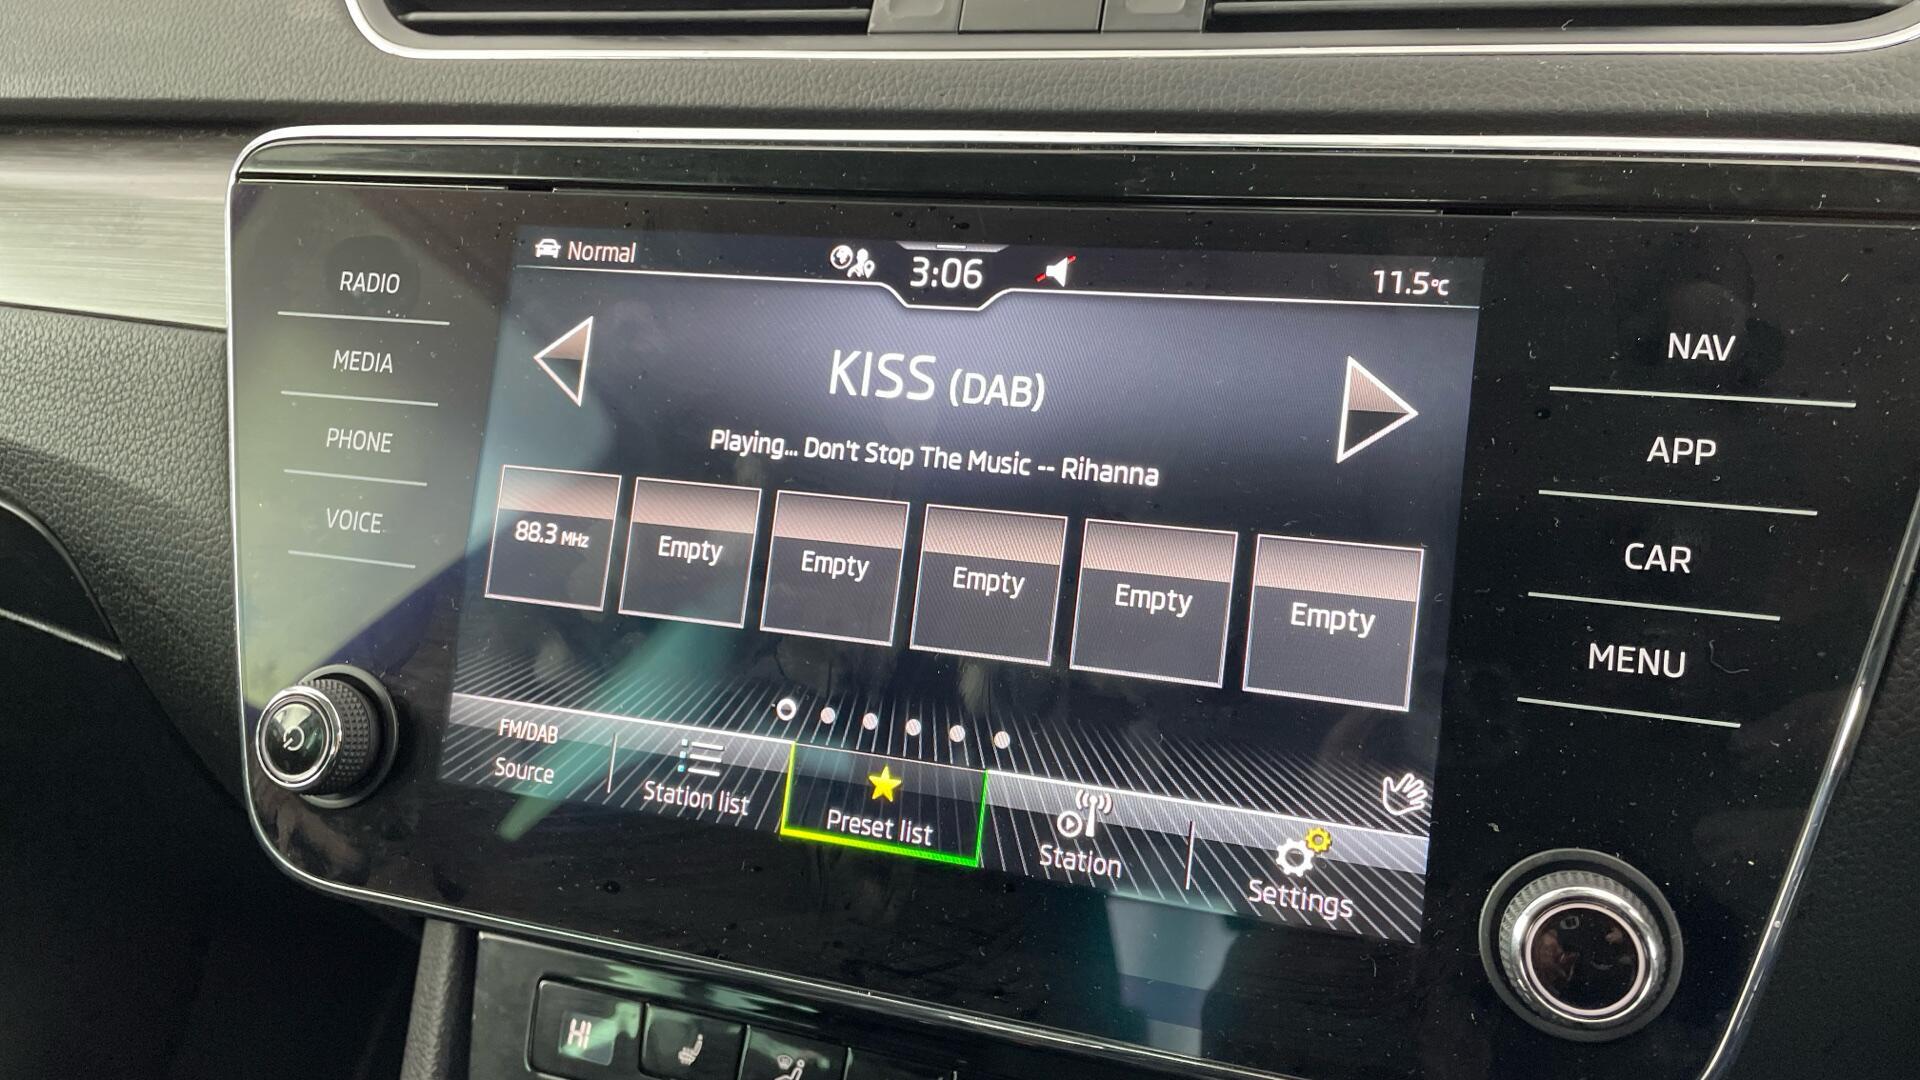 Normal
3:06
11.5°C
RADIO
MEDIA
PHONE
VOICE
KISS (DAB)
Playing... Don't Stop The Music -- Rihanna
88.3 MHz
Empty
Empty
Empty
Empty
Empty
FM/DAB
Source
Station list
Preset list
Station
Settings
NAV
APP
CAR
MENU
HI